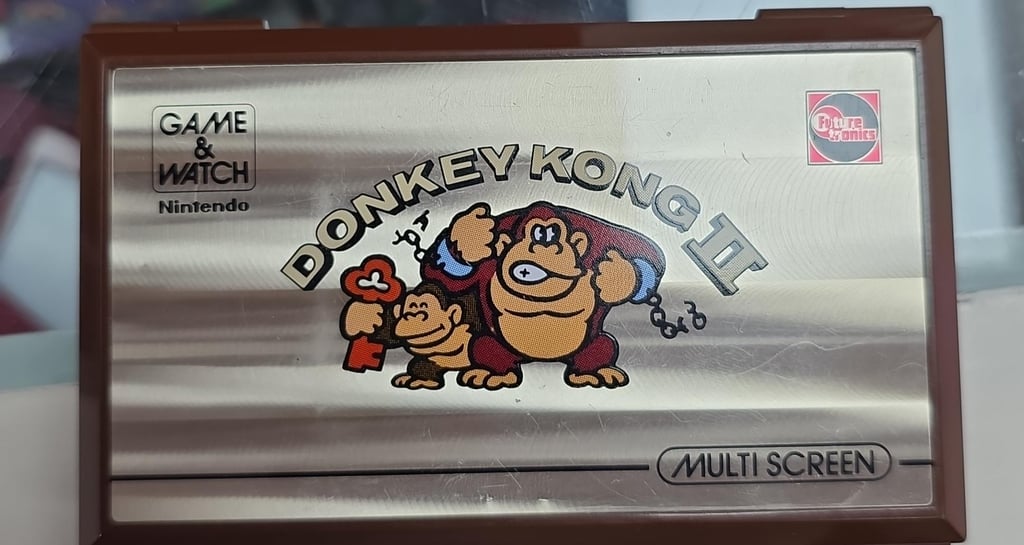 GAME
&
WATCH
Nintendo
Future
Tronics
DONKEY KONG II
MULTI SCREEN